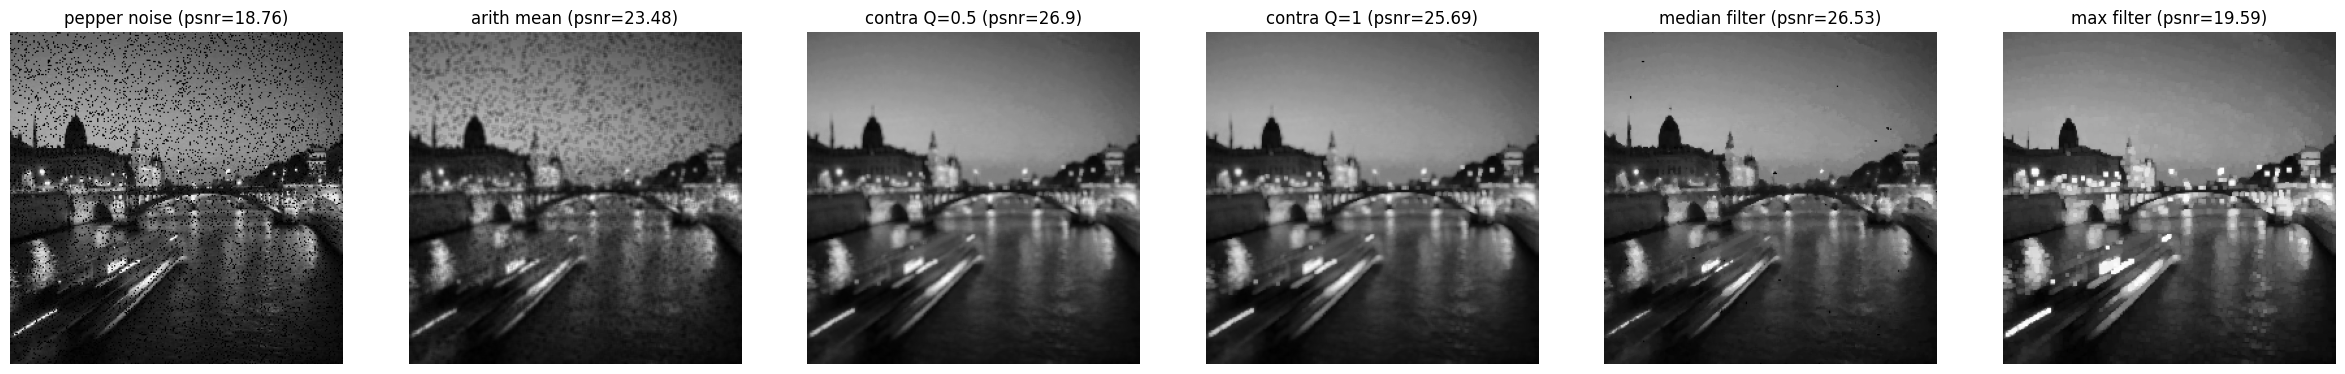 pepper noise (psnr=18.76)
arith mean (psnr=23.48)
contra Q=0.5 (psnr=26.9)
contra Q=1 (psnr=25.69)
median filter (psnr=26.53)
max filter (psnr=19.59)